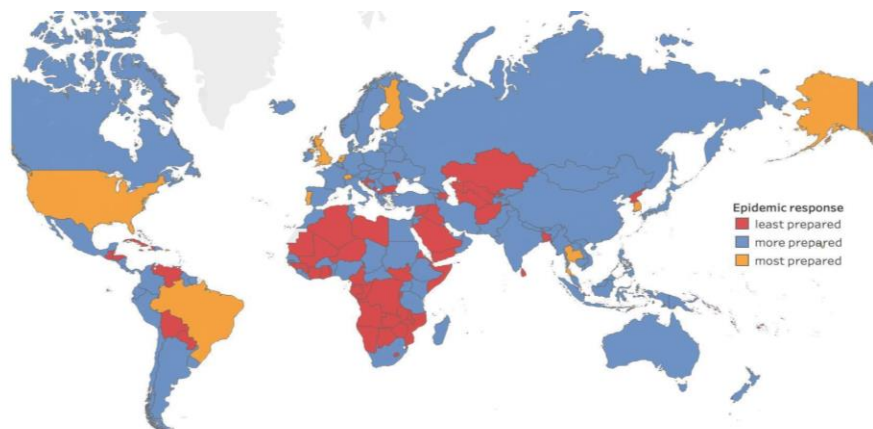 Epidemic response
least prepared
more prepared
most prepared